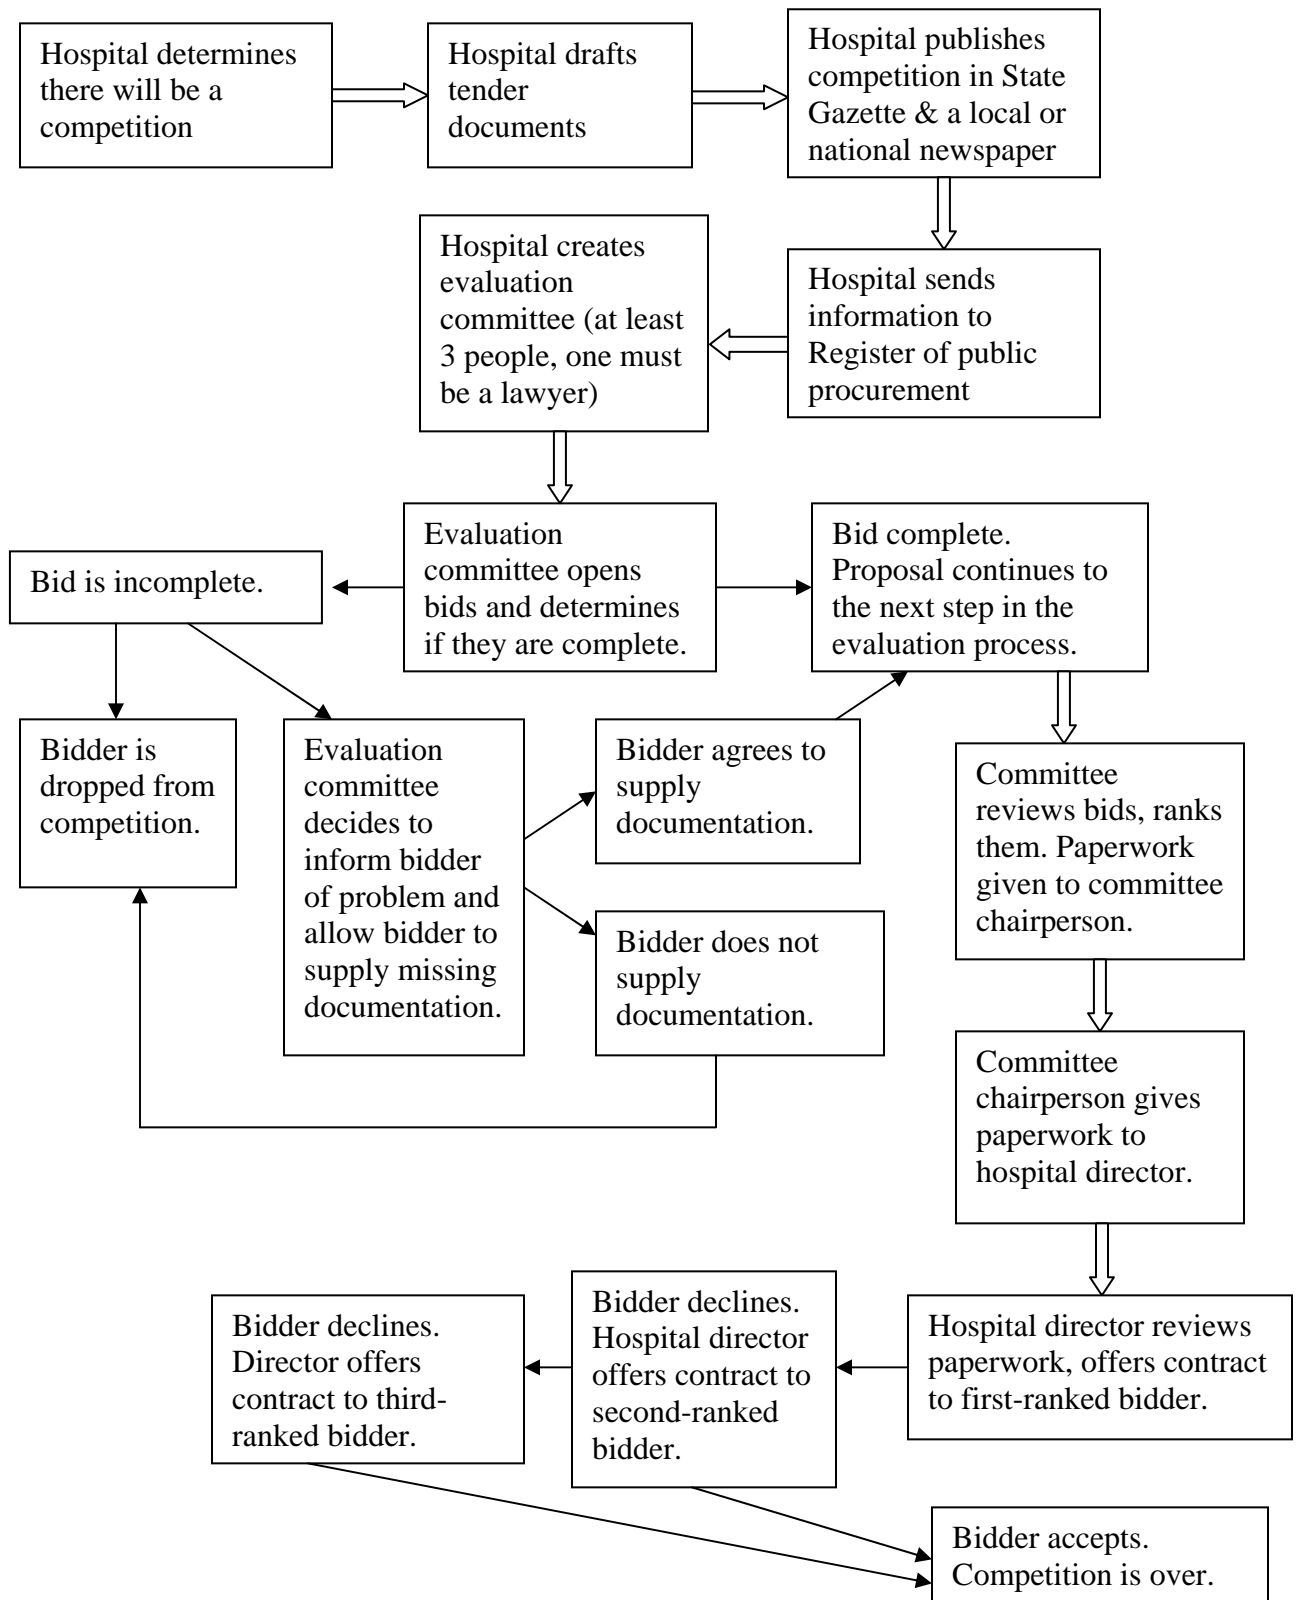 Hospital determines
there will be a
competition
Hospital drafts
tender
documents
Hospital publishes
competition in State
Gazette & a local or
national newspaper
Hospital sends
information to
Register of public
procurement
Hospital creates
evaluation
committee (at least
3 people, one must
be a lawyer)
Evaluation
committee opens
bids and determines
if they are complete.
Bid is incomplete.
Bid complete.
Proposal continues to
the next step in the
evaluation process.
Bidder is
dropped from
competition.
Evaluation
committee
decides to
inform bidder
of problem and
allow bidder to
supply missing
documentation.
Bidder agrees to
supply
documentation.
Bidder does not
supply
documentation.
Committee
reviews bids, ranks
them. Paperwork
given to committee
chairperson.
Committee
chairperson gives
paperwork to
hospital director.
Hospital director reviews
paperwork, offers contract
to first-ranked bidder.
Bidder declines.
Hospital director
offers contract to
second-ranked
bidder.
Bidder declines.
Director offers
contract to third-
ranked bidder.
Bidder accepts.
Competition is over.